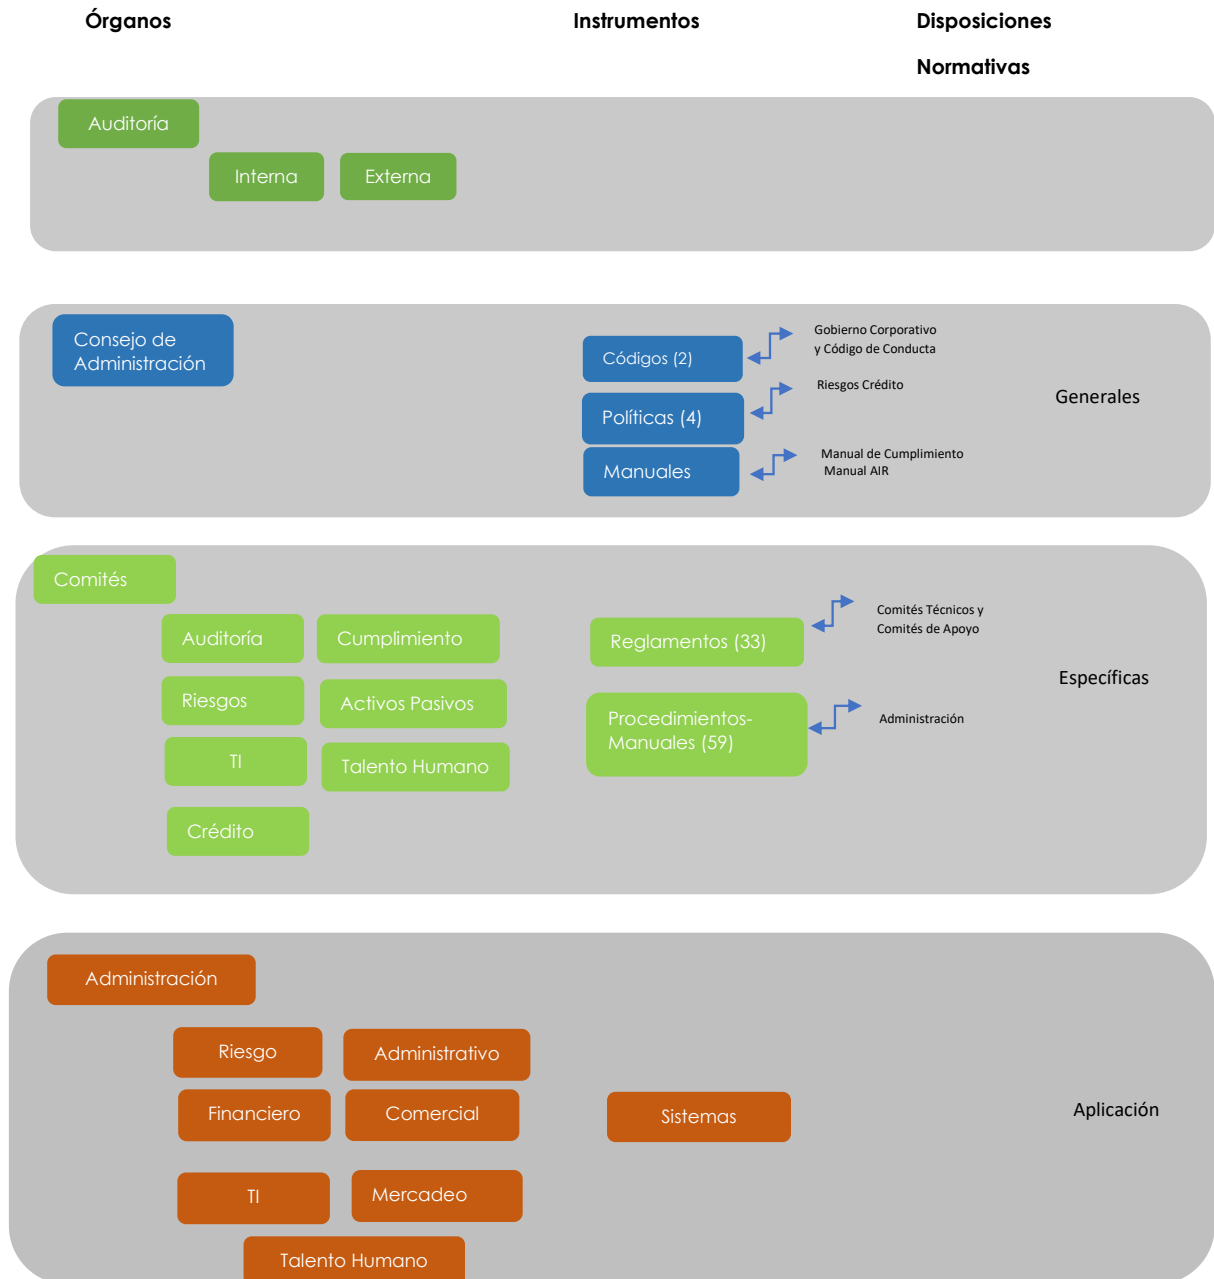 Órganos
Instrumentos
Disposiciones
Normativas
Auditoría
Interna
Externa
Consejo de
Administración
Códigos (2)
Gobierno Corporativo
y Código de Conducta
Políticas (4)
Riesgos Crédito
Manuales
Manual de Cumplimiento
Manual AIR
Generales
Comités
Auditoría
Cumplimiento
Riesgos
Activos Pasivos
TI
Talento Humano
Crédito
Reglamentos (33)
Comités Técnicos y
Comités de Apoyo
Procedimientos-
Manuales (59)
Administración
Específicas
Administración
Riesgo
Administrativo
Financiero
Comercial
TI
Mercadeo
Talento Humano
Sistemas
Aplicación